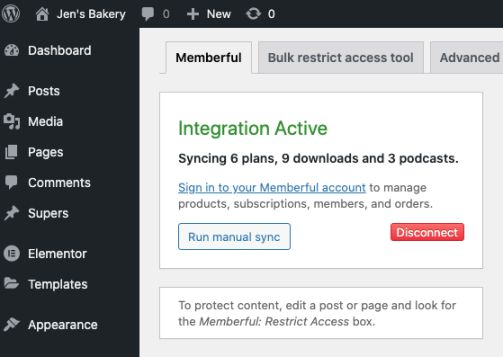 Jen's Bakery 0 New 0
Dashboard
Posts
Media
Pages
Comments
Supers
Elementor
Templates
Appearance
Memberful Bulk restrict access tool Advanced
Integration Active
Syncing 6 plans, 9 downloads and 3 podcasts.
Sign in to your Memberful account to manage
products, subscriptions, members, and orders.
Run manual sync Disconnect
To protect content, edit a post or page and look for
the Memberful: Restrict Access box.